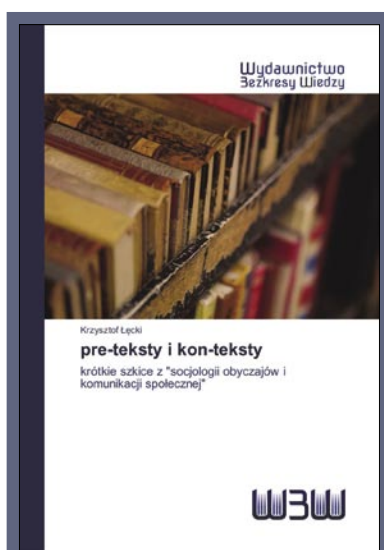 Wydawnictwo
Bezkresy Wiedzy
Krzysztof Łęcki
pre-teksty i kon-teksty
krótkie szkice z "socjologii obyczajów i
komunikacji społecznej"
WBW